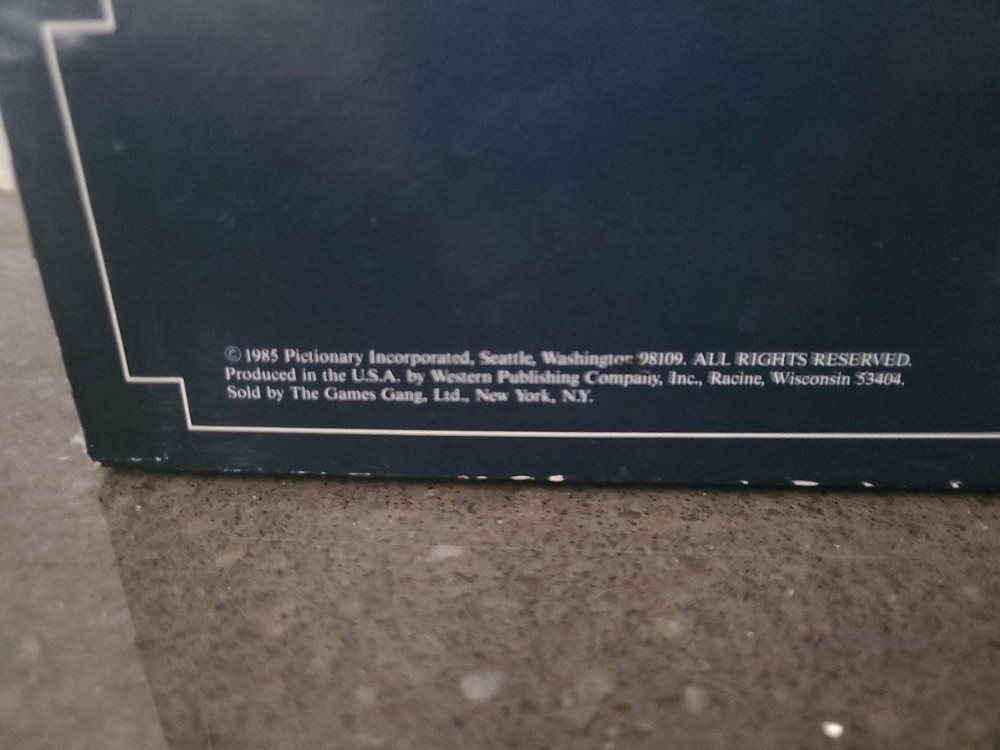 © 1985 Pictionary Incorporated, Seattle, Washington 98109. ALL RIGHTS RESERVED.
Produced in the U.S.A. by Western Publishing Company, Inc., Racine, Wisconsin 53404.
Sold by The Games Gang, Ltd., New York, N.Y.